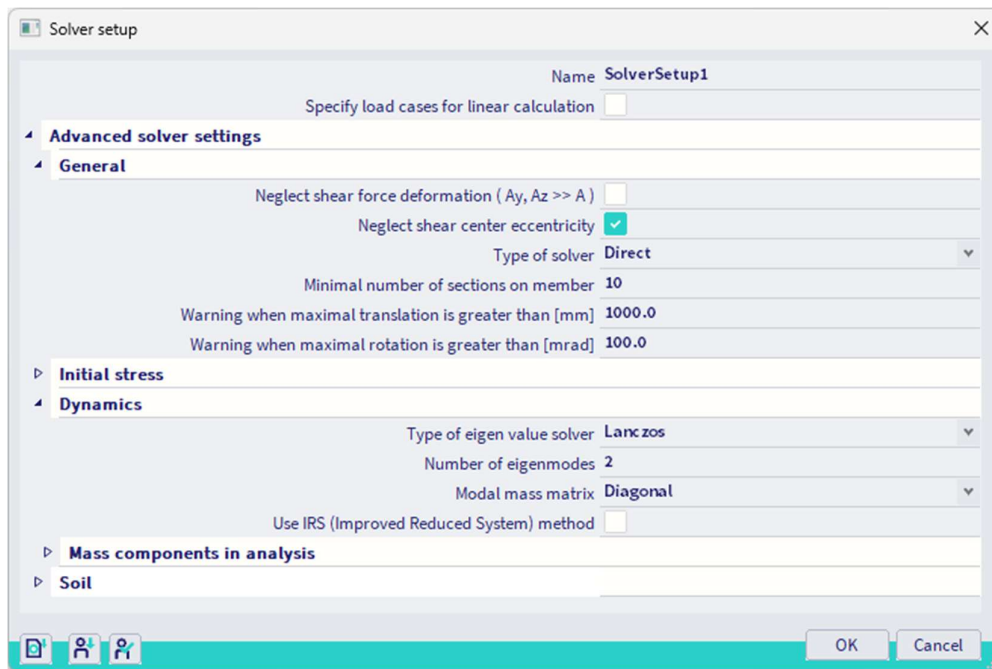 Solver setup
Name SolverSetup1
Specify load cases for linear calculation
Advanced solver settings
General
Neglect shear force deformation ( Ay, Az >> A )
Neglect shear center eccentricity
Type of solver Direct
Minimal number of sections on member 10
Warning when maximal translation is greater than [mm] 1000.0
Warning when maximal rotation is greater than [mrad] 100.0
Initial stress
Dynamics
Type of eigen value solver Lanczos
Number of eigenmodes 2
Modal mass matrix Diagonal
Use IRS (Improved Reduced System) method
Mass components in analysis
Soil
OK Cancel